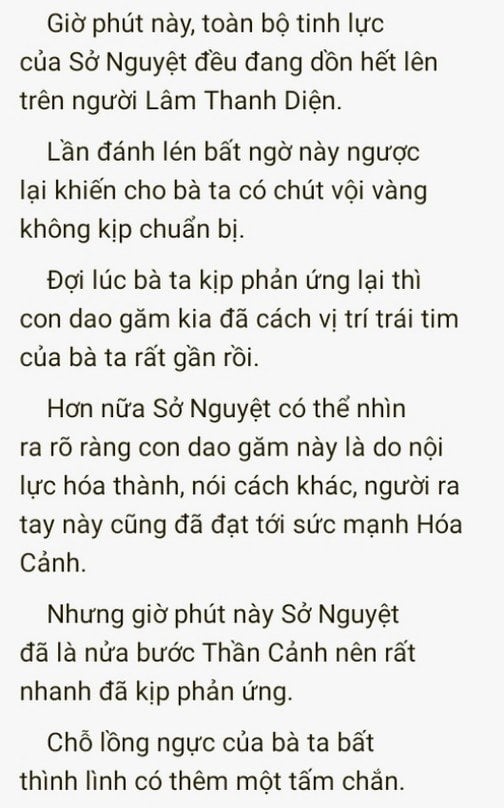 Giờ phút này, toàn bộ tinh lực
của Sở Nguyệt đều đang dồn hết lên
trên người Lâm Thanh Diện.
Lần đánh lén bất ngờ này ngược
lại khiến cho bà ta có chút vội vàng
không kịp chuẩn bị.
Đợi lúc bà ta kịp phản ứng lại thì
con dao găm kia đã cách vị trí trái tim
của bà ta rất gần rồi.
Hơn nữa Sở Nguyệt có thể nhìn
ra rõ ràng con dao găm này là do nội
lực hóa thành, nói cách khác, người ra
tay này cũng đã đạt tới sức mạnh Hóa
Cảnh.
Nhưng giờ phút này Sở Nguyệt
đã là nửa bước Thần Cảnh nên rất
nhanh đã kịp phản ứng.
Chỗ lồng ngực của bà ta bất
thình lình có thêm một tấm chắn.